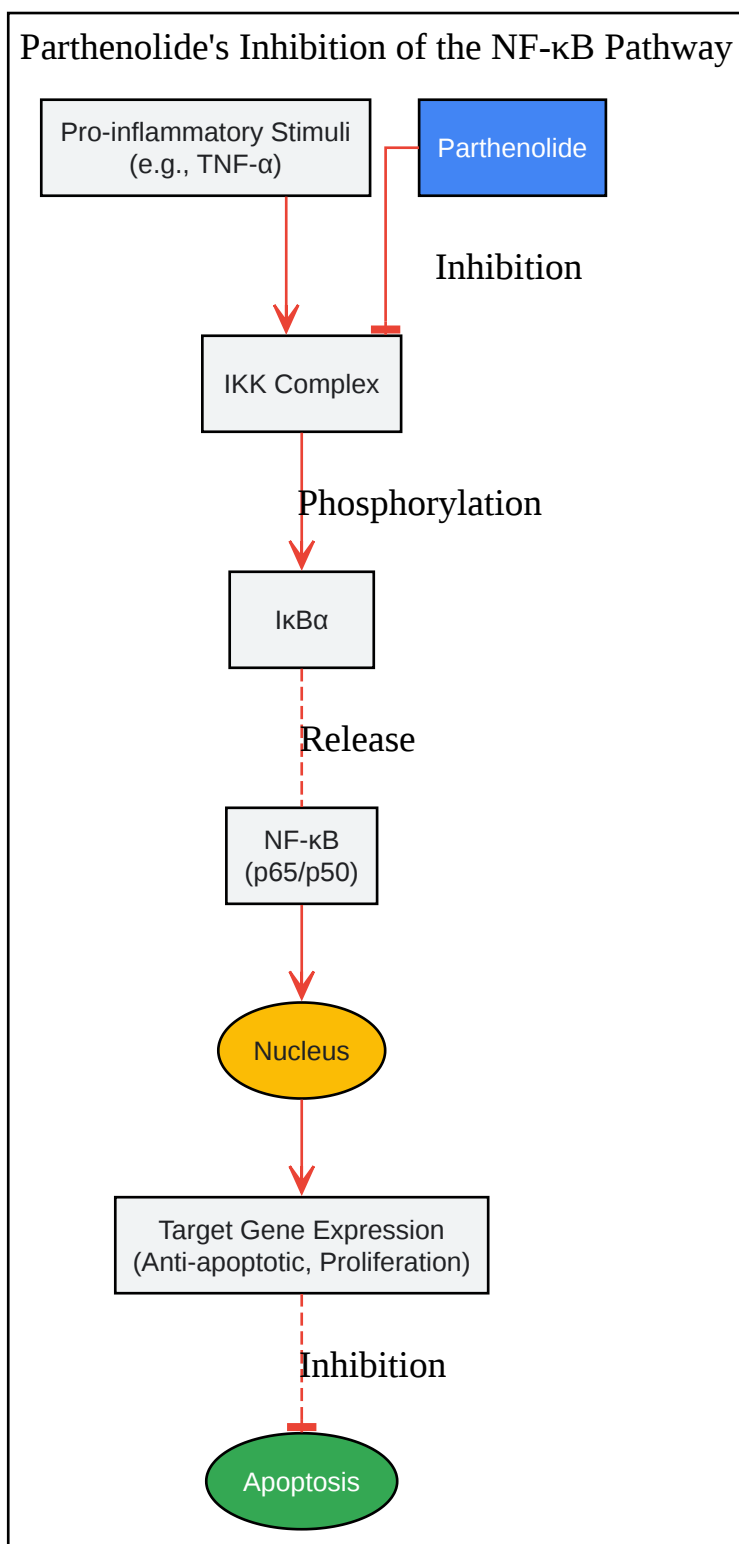 Parthenolide's Inhibition of the NF-κB Pathway
Pro-inflammatory Stimuli
(e.g., TNF-α)
Parthenolide
Inhibition
IKK Complex
Phosphorylation
IκBα
Release
NF-κB
(p65/p50)
Nucleus
Target Gene Expression
(Anti-apoptotic, Proliferation)
Inhibition
Apoptosis